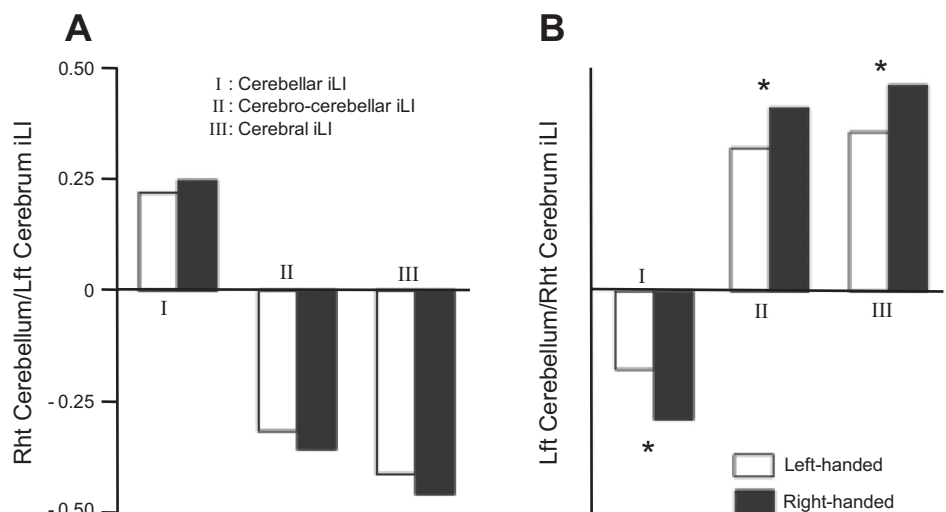 A
B
0.50
0.25
0
- 0.25
- 0.50
Rht Cerebellum/Lft Cerebrum iLI
I : Cerebellar iLI
II : Cerebro-cerebellar iLI
III: Cerebral iLI
I
II
III
Lft Cerebellum/Rht Cerebrum iLI
I
*
*
II
*
III
Left-handed
Right-handed